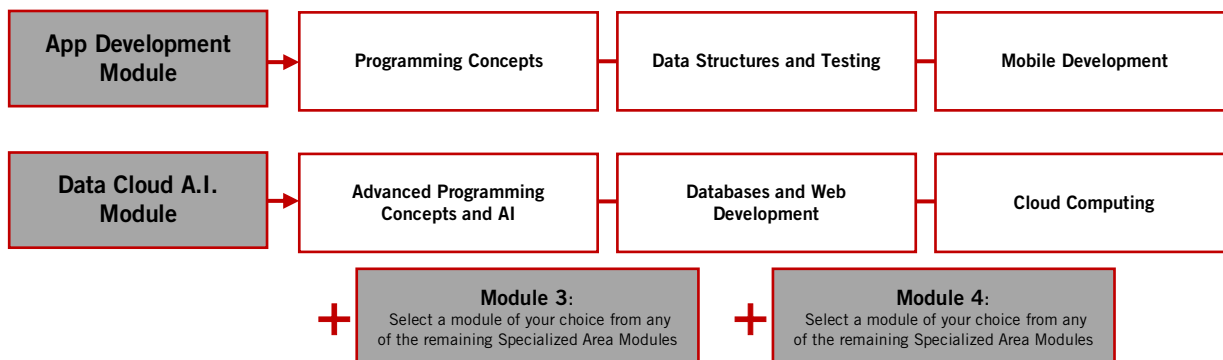 App Development
Module
Programming Concepts
Data Structures and Testing
Mobile Development
Data Cloud A.I.
Module
Advanced Programming
Concepts and AI
Databases and Web
Development
Cloud Computing
Module 3:
Select a module of your choice from any
of the remaining Specialized Area Modules
Module 4:
Select a module of your choice from any
of the remaining Specialized Area Modules